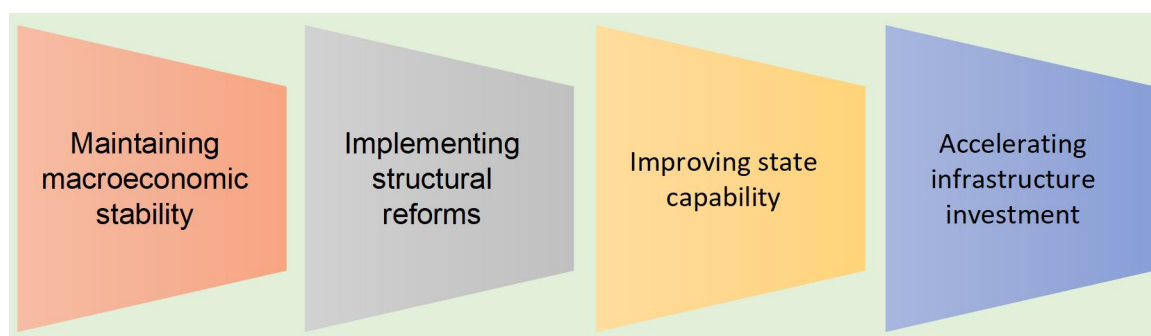 Maintaining
macroeconomic
stability
Implementing
structural
reforms
Improving state
capability
Accelerating
infrastructure
investment